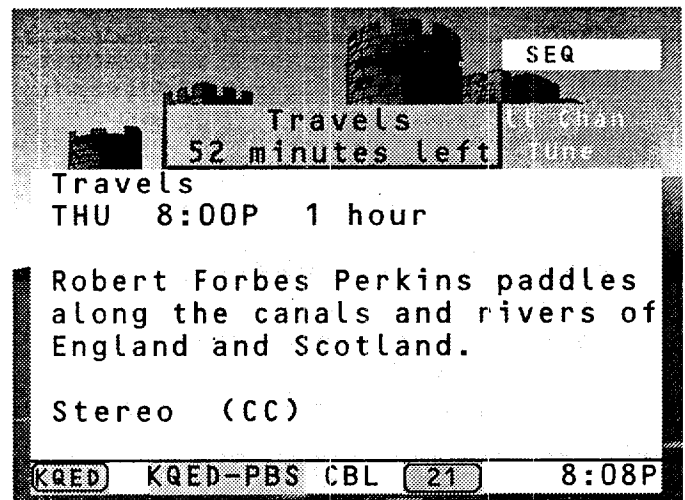 SEQ
Travels
52 minutes left
ll Chan
Tune
Travels
THU 8:00P 1 hour
Robert Forbes Perkins paddles
along the canals and rivers of
England and Scotland.
Stereo (CC)
KQED KQED-PBS CBL 21 8:08P